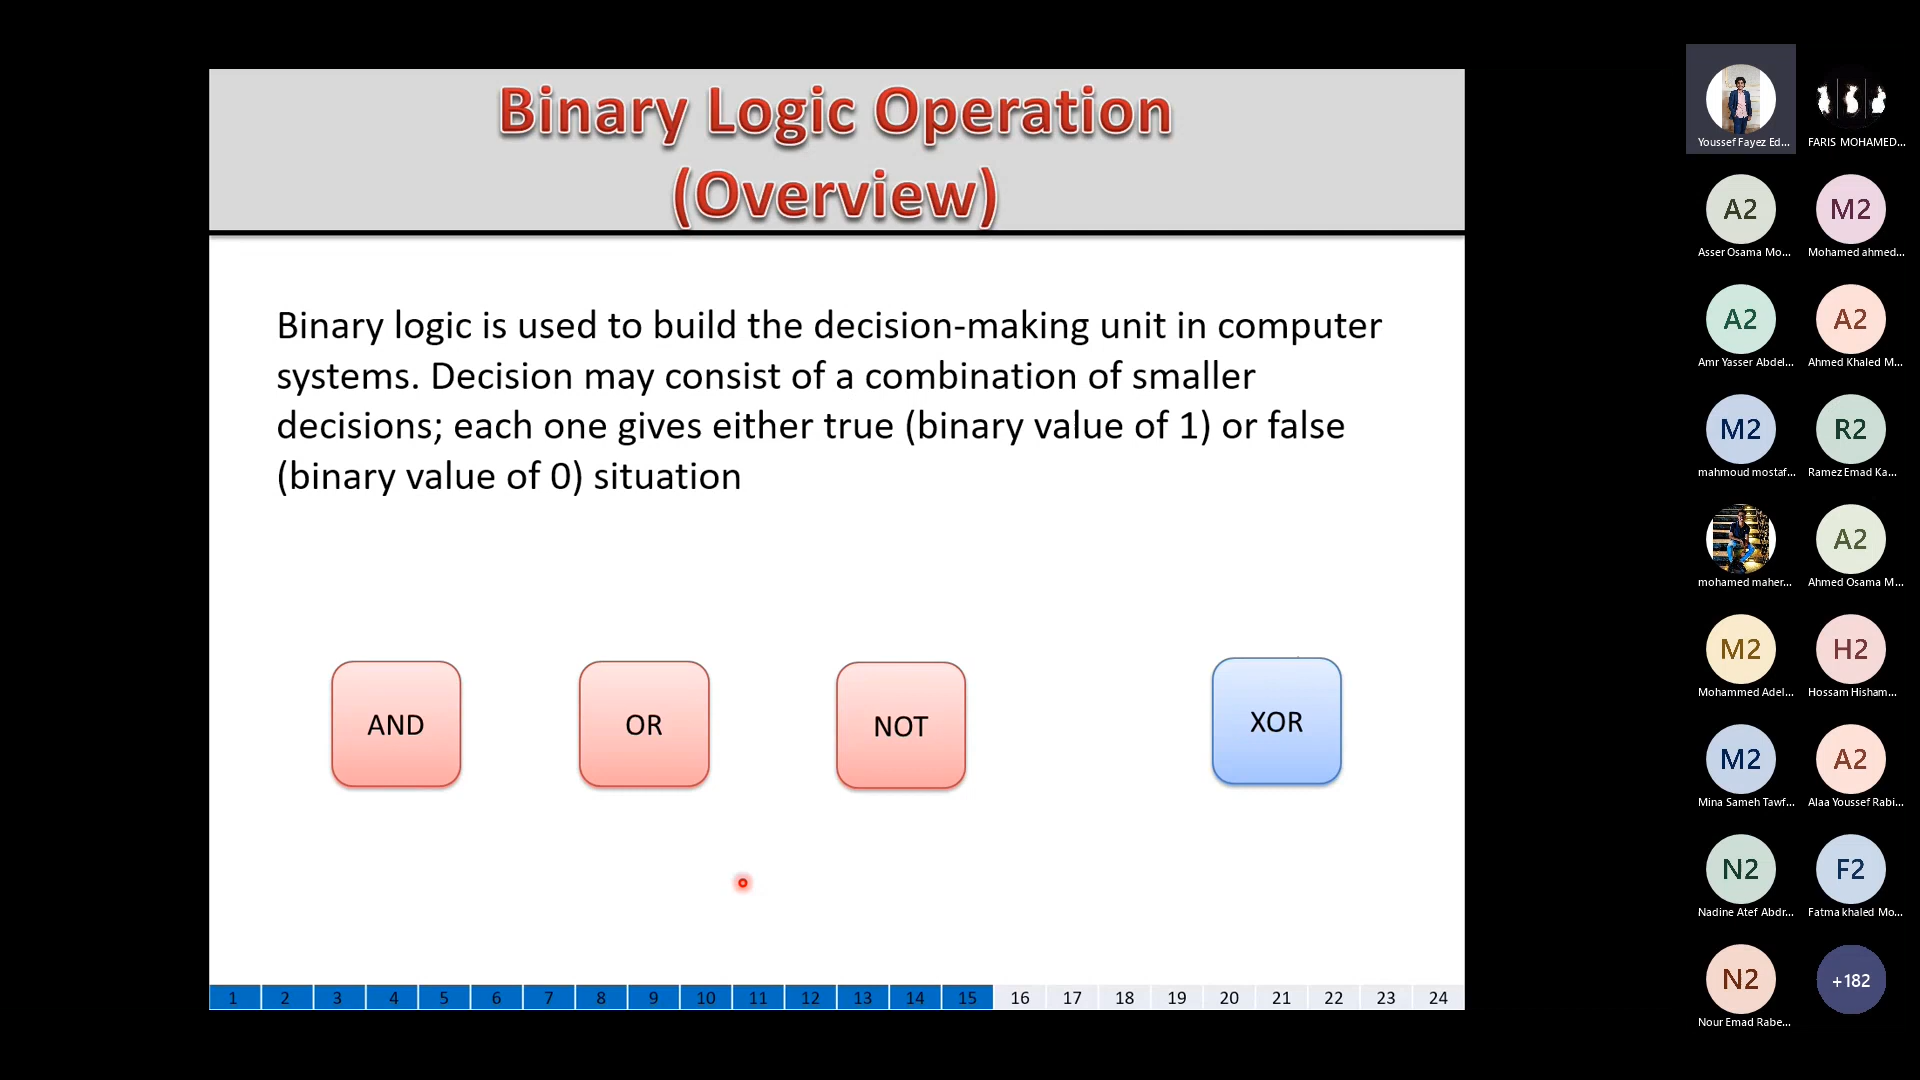 Binary Logic Operation
(Overview)
Binary logic is used to build the decision-making unit in computer
systems. Decision may consist of a combination of smaller
decisions; each one gives either true (binary value of 1) or false
(binary value of 0) situation
AND
OR
NOT
XOR
1 2 3 4 5 6 7 8 9 10 11 12 13 14 15 16 17 18 19 20 21 22 23 24
Youssef Fayez Ed...
FARIS MOHAMED...
A2
M2
Asser Osama Mo...
Mohamed ahmed...
A2
A2
Amr Yasser Abdel...
Ahmed Khaled M...
M2
R2
mahmoud mostaf...
Ramez Emad Ka...
A2
mohamed maher...
Ahmed Osama M...
M2
H2
Mohammed Adel...
Hossam Hisham...
M2
A2
Mina Sameh Tawf...
Alaa Youssef Rabi...
N2
F2
Nadine Atef Abdr...
Fatma khaled Mo...
N2
+182
Nour Emad Rabe...